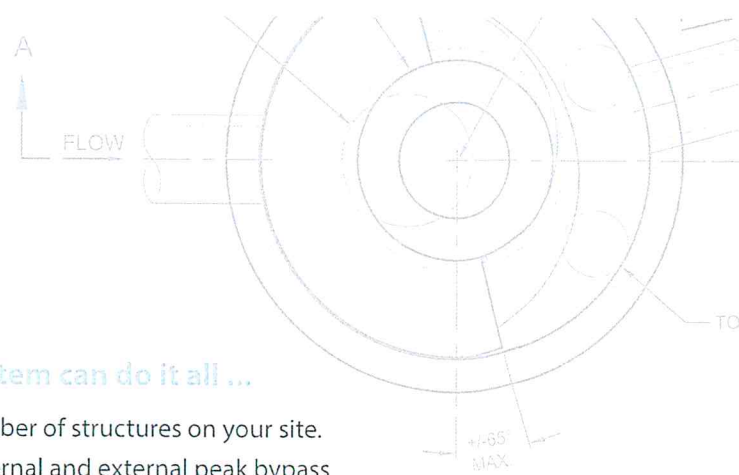 A
FLOW
TO
tem can do it all ...
ber of structures on your site.
rnal and external peak bypass
+/-65°
MAX.